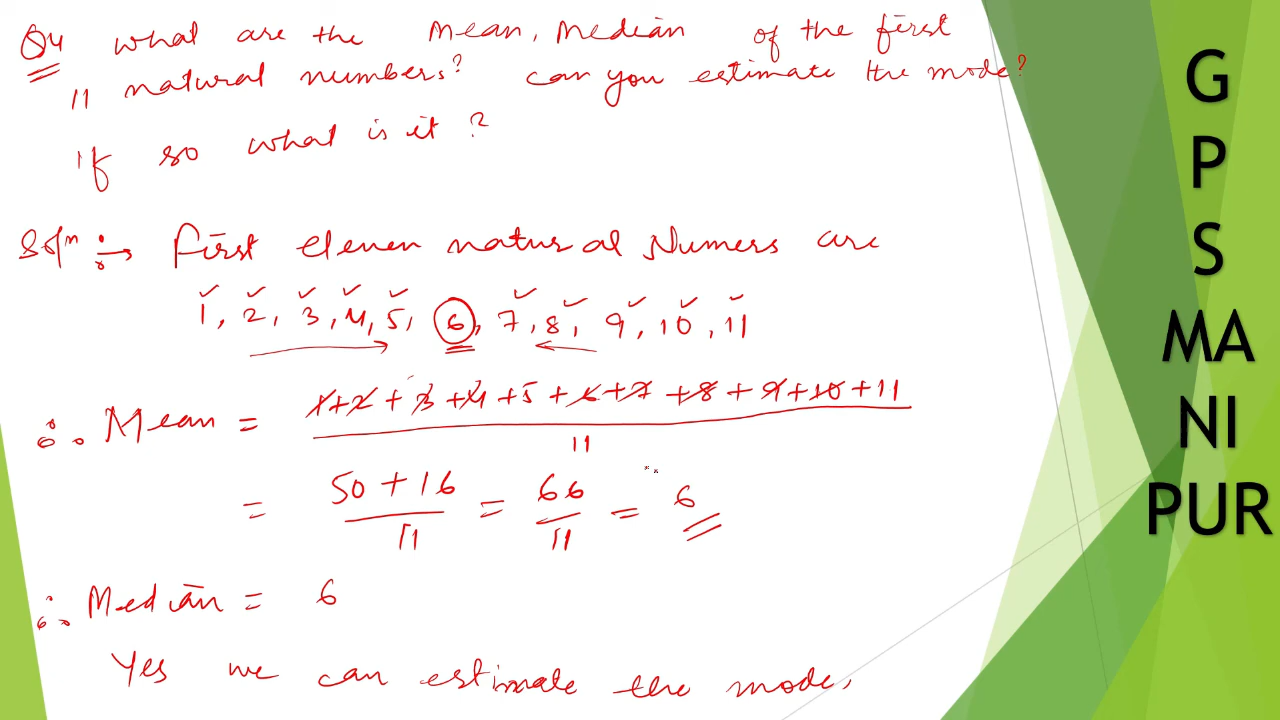 Q4 What are the Mean, Median of the first
11 natural numbers? Can you estimate the mode?
If so what is it?
Solⁿ :→ First eleven natural Numers are
1, 2, 3, 4, 5, 6, 7, 8, 9, 10, 11
∴ Mean = 1+2+3+4+5+6+7+8+9+10+11
11
= 50+16 = 66 = 6
11 11
∴ Median = 6
Yes we can estimate the mode,
G
P
S
MA
NI
PUR